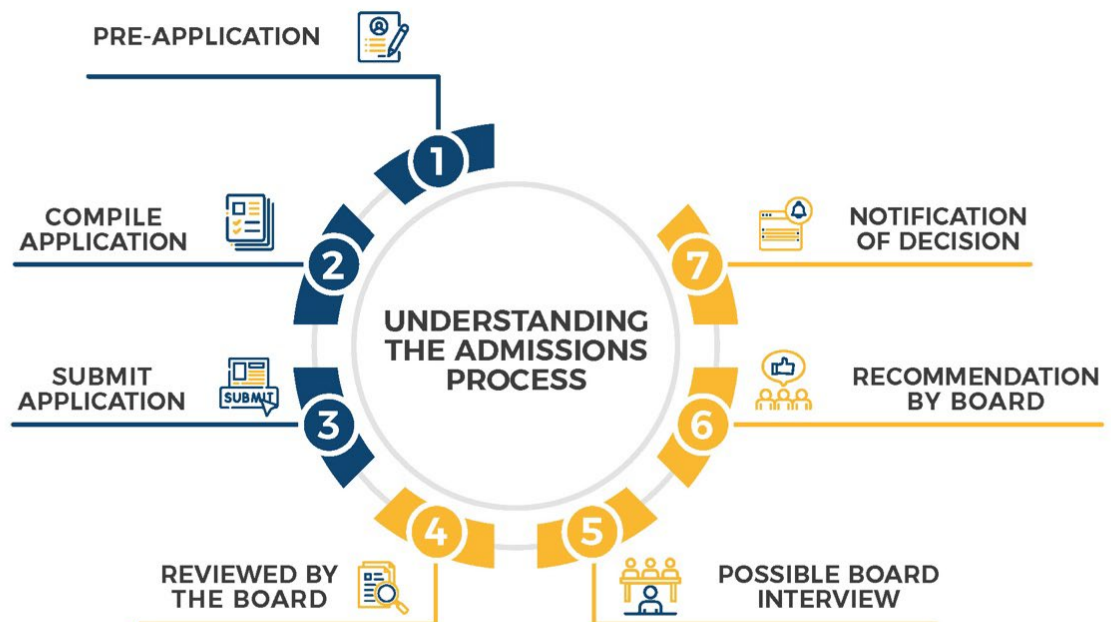 PRE-APPLICATION
1
COMPILE
APPLICATION
2
SUBMIT
APPLICATION
SUBMIT
3
REVIEWED BY
THE BOARD
4
POSSIBLE BOARD
INTERVIEW
5
RECOMMENDATION
BY BOARD
6
NOTIFICATION
OF DECISION
7
UNDERSTANDING
THE ADMISSIONS
PROCESS